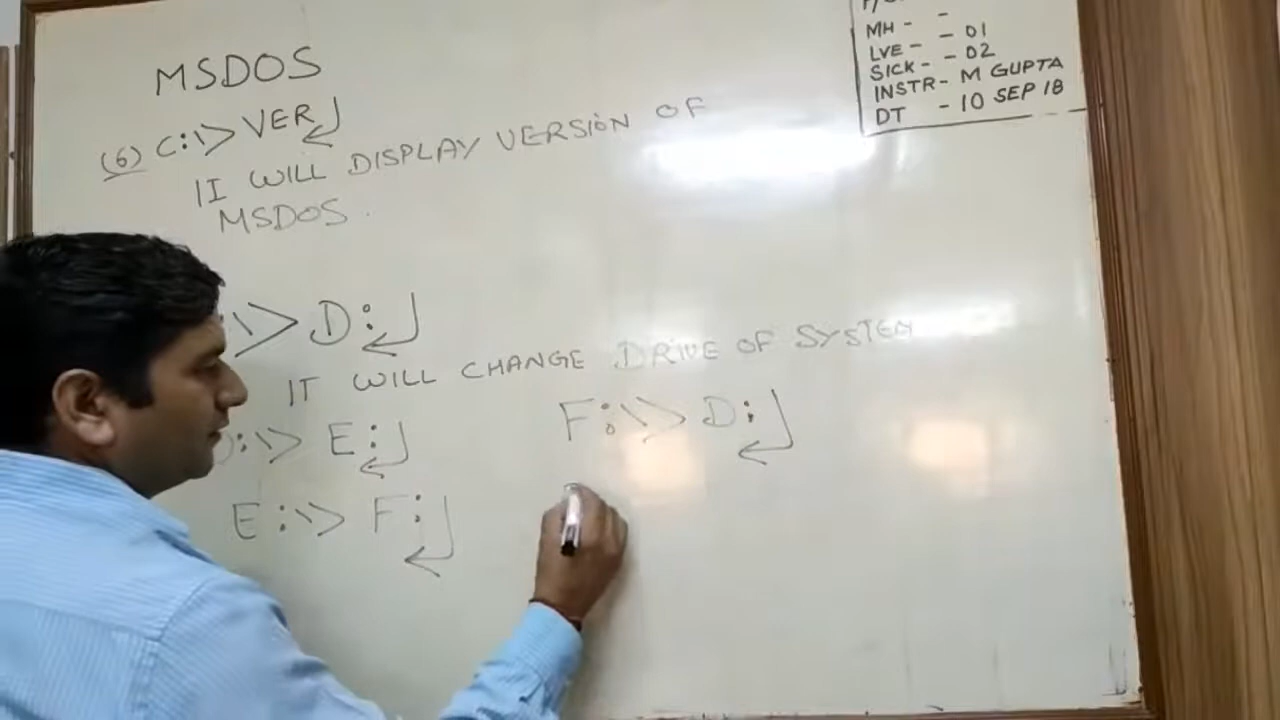 MSDOS
(6) C:\> VER↵
IT WILL DISPLAY VERSION OF
MSDOS.
:\> D:↵
IT WILL CHANGE DRIVE OF SYSTEM
D:\> E:↵
E:\> F:↵
F:\> D:↵
MH - -
LVE - - 01
SICK - - 02
INSTR - M GUPTA
DT - 10 SEP 18